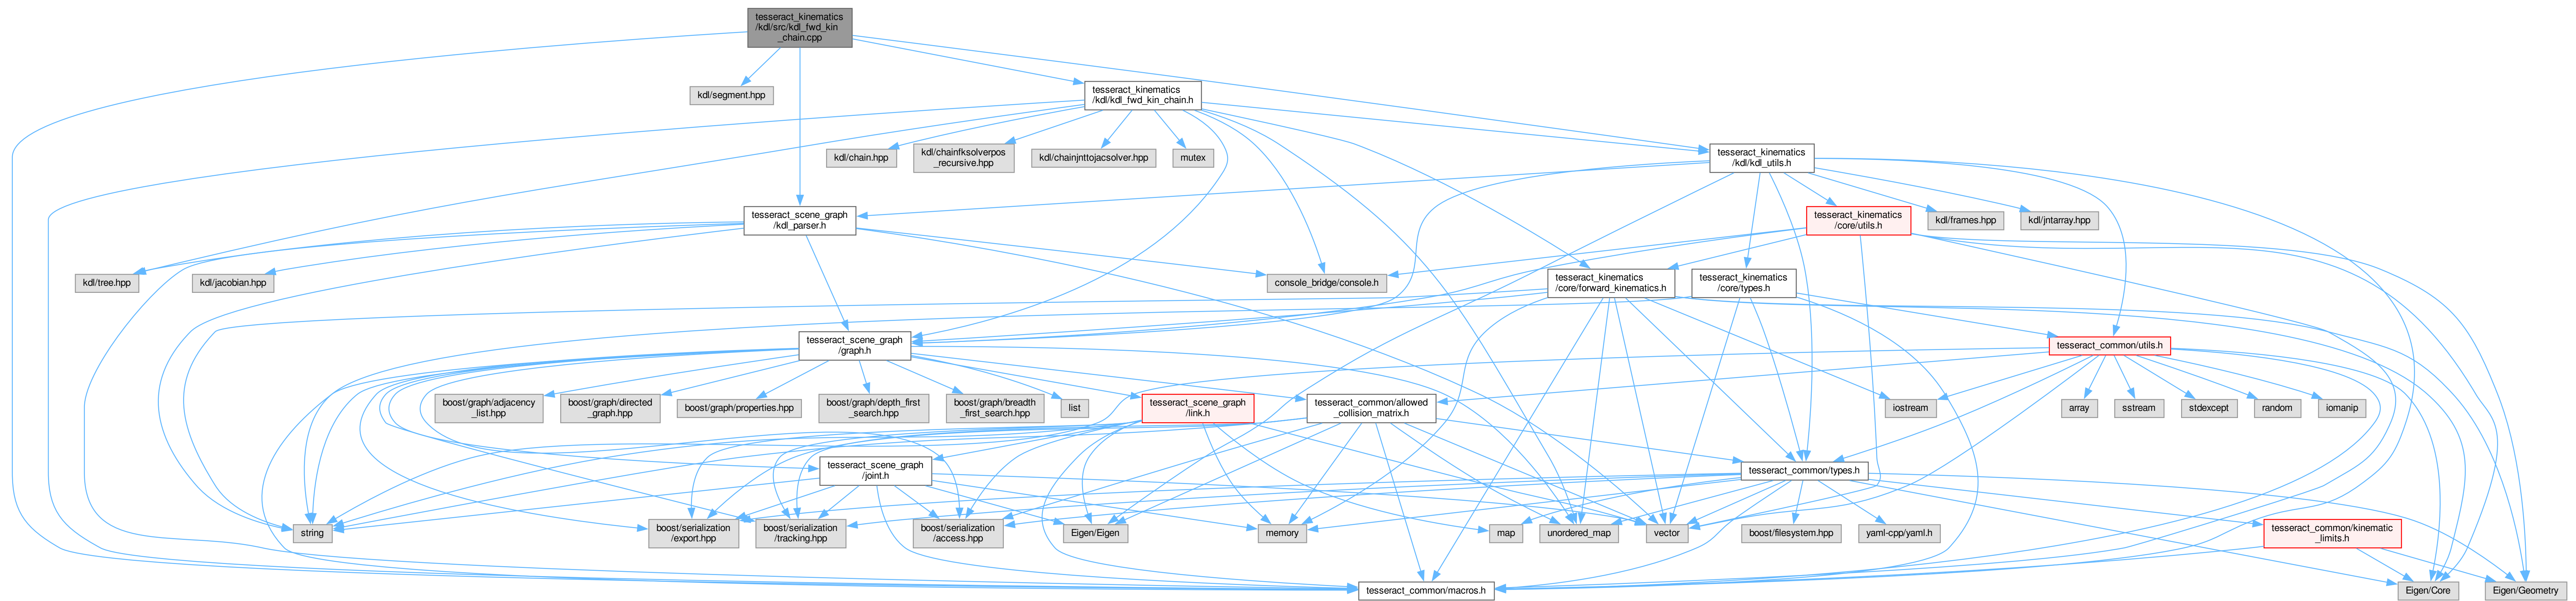 tesseract_kinematics
/kdl/src/kdl_fwd_kin
_chain.cpp
kdl/segment.hpp
tesseract_kinematics
/kdl/kdl_fwd_kin_chain.h
kdl/chain.hpp
kdl/chainfksolverpos
_recursive.hpp
kdl/chainjnttojacsolver.hpp
mutex
tesseract_kinematics
/kdl/kdl_utils.h
tesseract_scene_graph
/kdl_parser.h
tesseract_kinematics
/core/utils.h
kdl/frames.hpp
kdl/jntarray.hpp
kdl/tree.hpp
kdl/jacobian.hpp
console_bridge/console.h
tesseract_kinematics
/core/forward_kinematics.h
tesseract_kinematics
/core/types.h
tesseract_scene_graph
/graph.h
tesseract_common/utils.h
boost/graph/adjacency
_list.hpp
boost/graph/directed
_graph.hpp
boost/graph/properties.hpp
boost/graph/depth_first
_search.hpp
boost/graph/breadth
_first_search.hpp
list
tesseract_scene_graph
/link.h
tesseract_common/allowed
_collision_matrix.h
iostream
array
sstream
stdexcept
random
iomanip
tesseract_scene_graph
/joint.h
tesseract_common/types.h
string
boost/serialization
/export.hpp
boost/serialization
/tracking.hpp
boost/serialization
/access.hpp
Eigen/Eigen
memory
map
unordered_map
vector
boost/filesystem.hpp
yaml-cpp/yaml.h
tesseract_common/kinematic
_limits.h
tesseract_common/macros.h
Eigen/Core
Eigen/Geometry